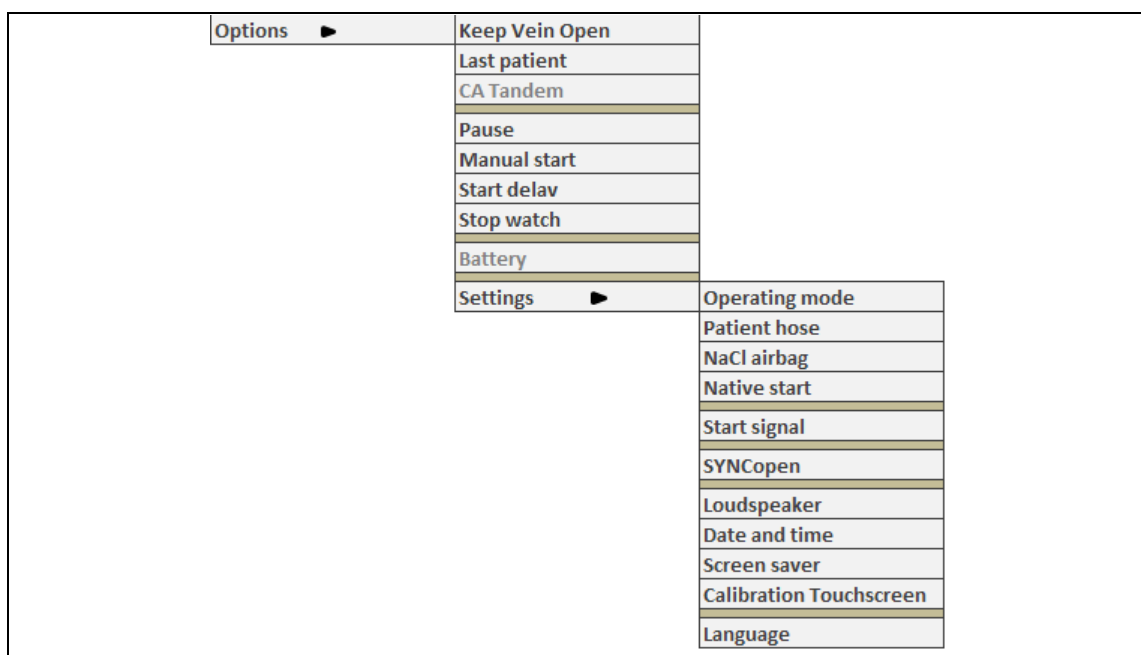 Options Keep Vein Open
Last patient
CA Tandem
Pause
Manual start
Start delav
Stop watch
Battery
Settings Operating mode
Patient hose
NaCl airbag
Native start
Start signal
SYNCopen
Loudspeaker
Date and time
Screen saver
Calibration Touchscreen
Language